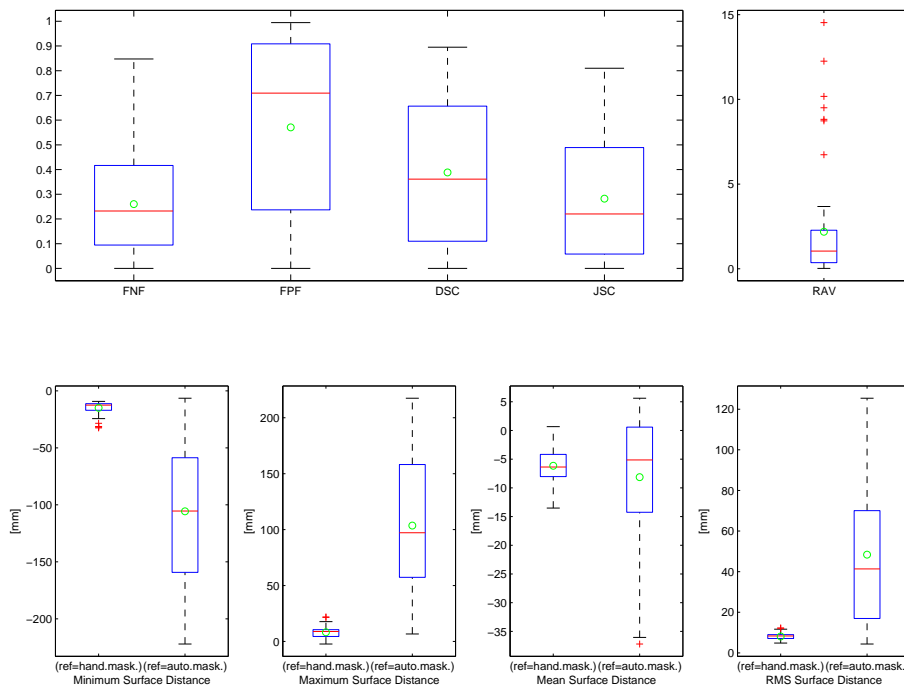 1
0.9
0.8
0.7
0.6
0.5
0.4
0.3
0.2
0.1
0
FNF FPF DSC JSC
15
10
5
0
RAV
0
−50
−100
−150
−200
[mm]
(ref=hand.mask.) (ref=auto.mask.)
Minimum Surface Distance
200
150
100
50
0
[mm]
(ref=hand.mask.) (ref=auto.mask.)
Maximum Surface Distance
5
0
−5
−10
−15
−20
−25
−30
−35
[mm]
(ref=hand.mask.) (ref=auto.mask.)
Mean Surface Distance
120
100
80
60
40
20
0
[mm]
(ref=hand.mask.) (ref=auto.mask.)
RMS Surface Distance